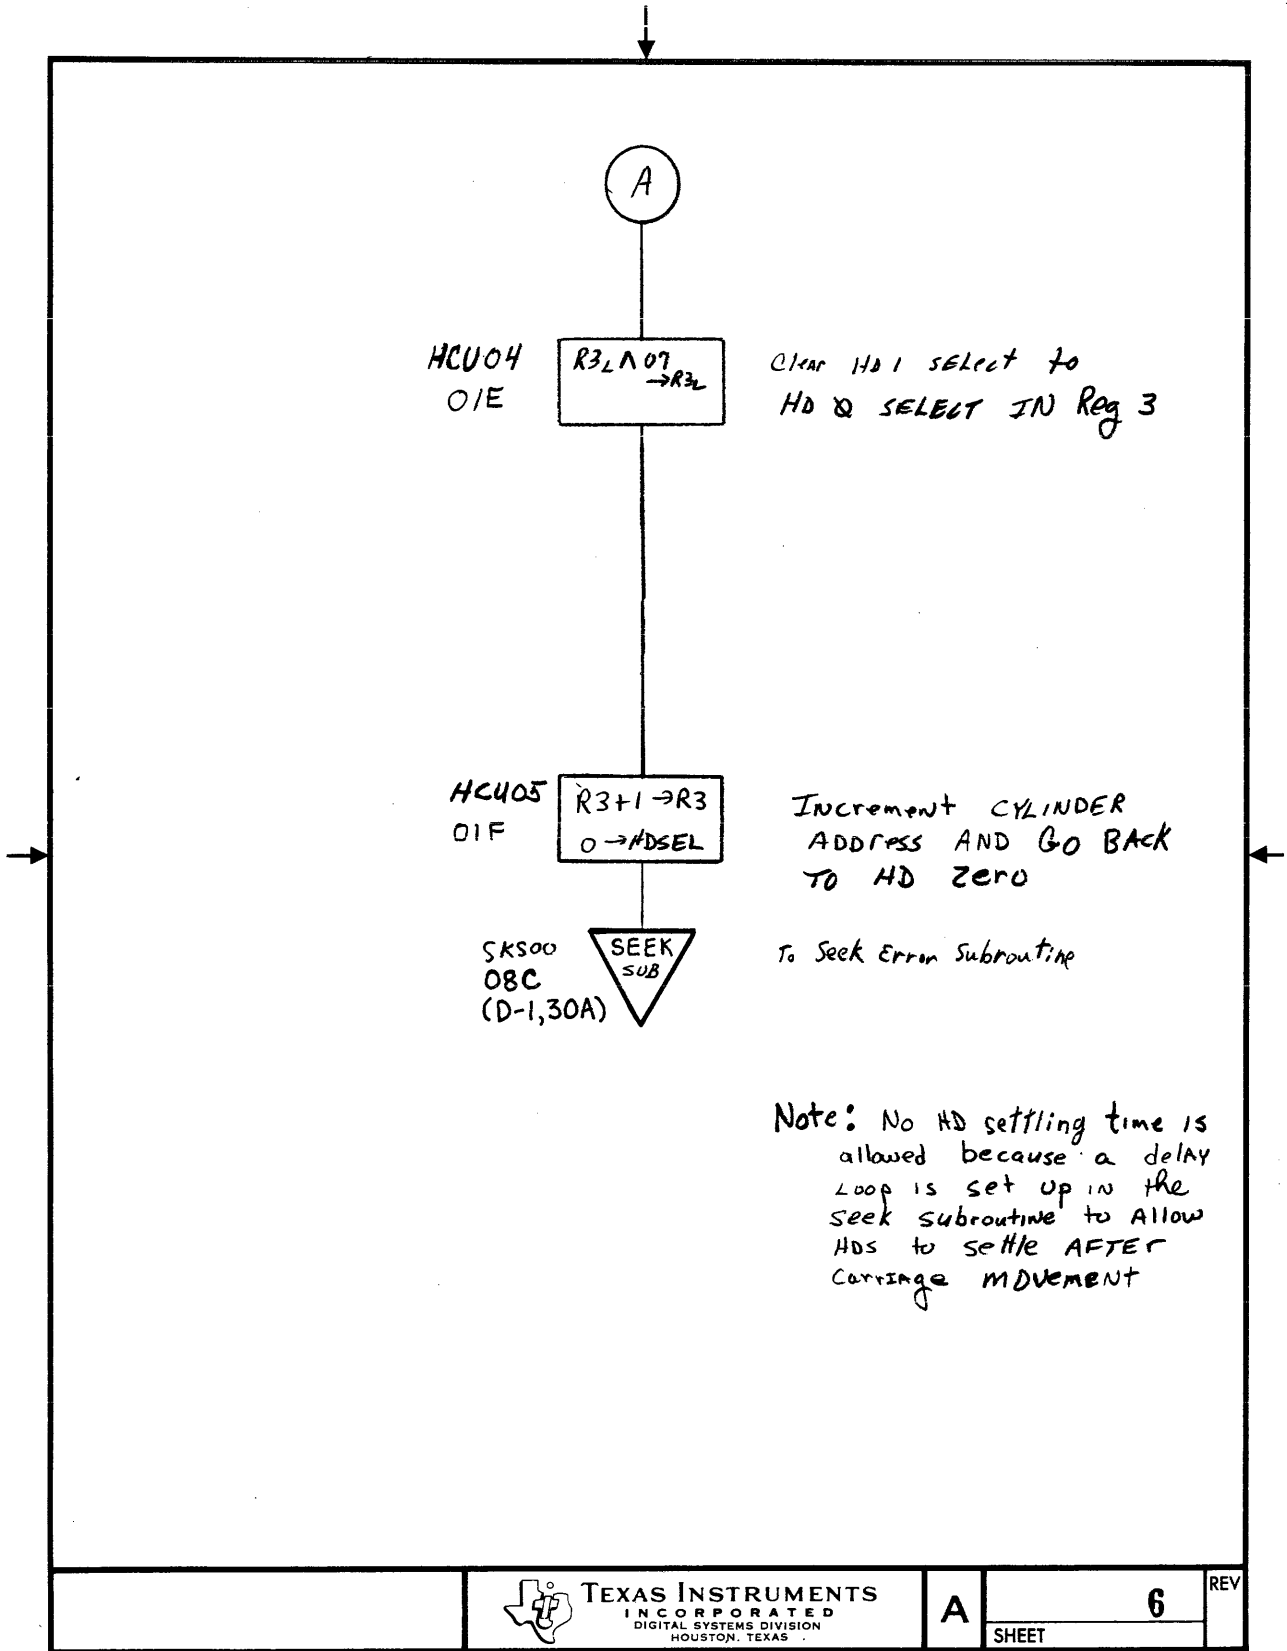 A
HCU04
01E
R3L ∧ 07
→R3L
Clear HD 1 SELect to
HD 0 SELECT IN Reg 3
HCU05
01F
R3+1 →R3
0 →HDSEL
Increment CYLINDER
ADDress AND GO BACK
TO HD Zero
SKS00
08C
(D-1,30A)
SEEK
SUB
To Seek Error Subroutine
Note: No HD settling time is
allowed because a delAY
Loop is set up in the
seek subroutine to Allow
HDs to settle AFTEr
CarrIAge mOVemeNt
TEXAS INSTRUMENTS
INCORPORATED
DIGITAL SYSTEMS DIVISION
HOUSTON, TEXAS
A
6
SHEET
REV